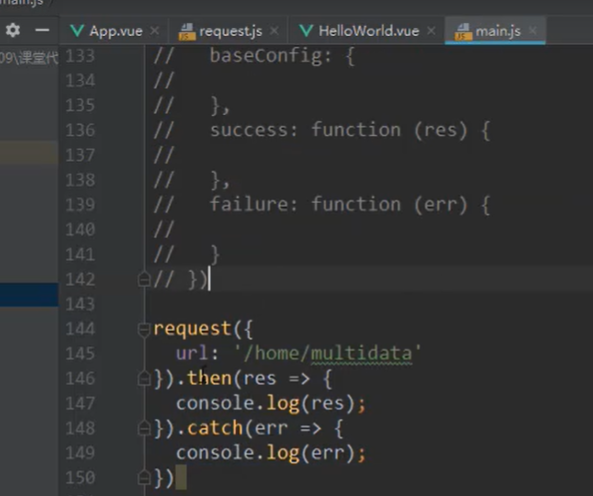 main.js
App.vue × request.js × HelloWorld.vue × main.js ×
09\课堂代
133 //   baseConfig: {
134 //
135 //   },
136 //   success: function (res) {
137 //
138 //   },
139 //   failure: function (err) {
140 //
141 //   }
142 // })
143
144 request({
145   url: '/home/multidata'
146 }).then(res => {
147   console.log(res);
148 }).catch(err => {
149   console.log(err);
150 })